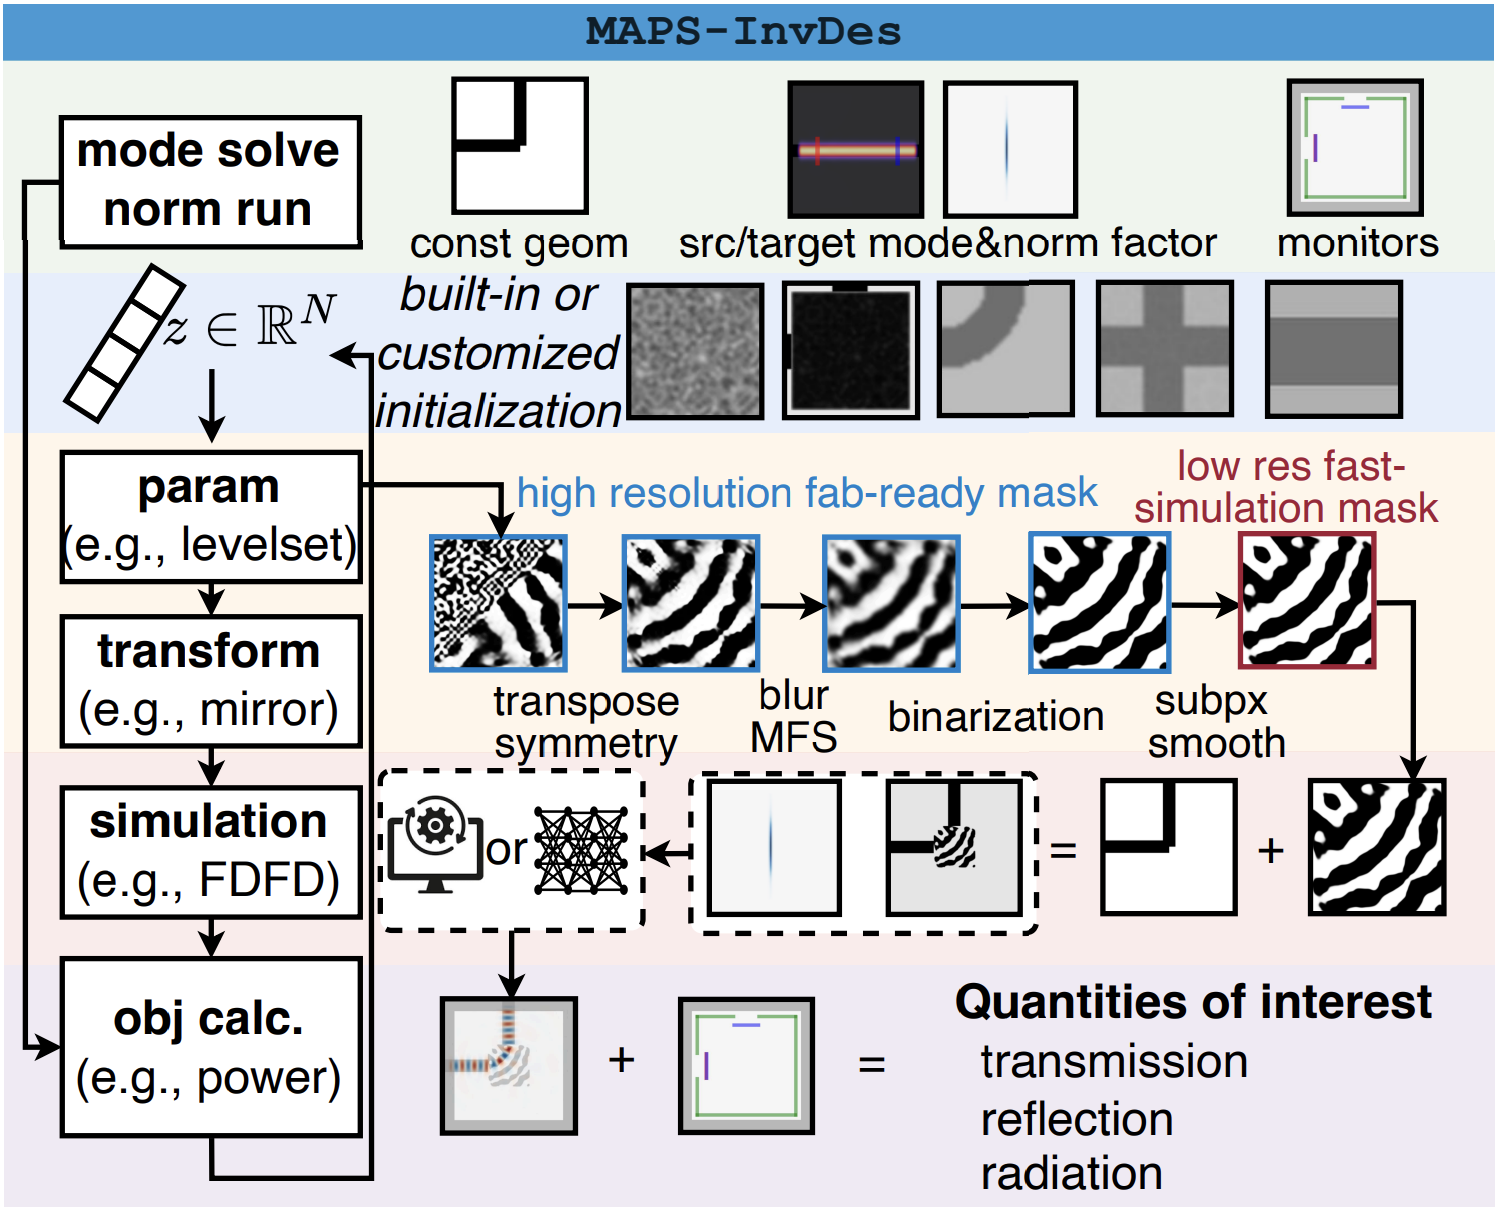 MAPS-InvDes
mode solve
norm run
const geom
src/target mode&norm factor
monitors
z ∈ ℝᴺ
built-in or
customized
initialization
param
(e.g., levelset)
high resolution fab-ready mask
low res fast-
simulation mask
transform
(e.g., mirror)
transpose
symmetry
blur
MFS
binarization
subpx
smooth
simulation
(e.g., FDFD)
or
=
+
obj calc.
(e.g., power)
+
=
Quantities of interest
transmission
reflection
radiation